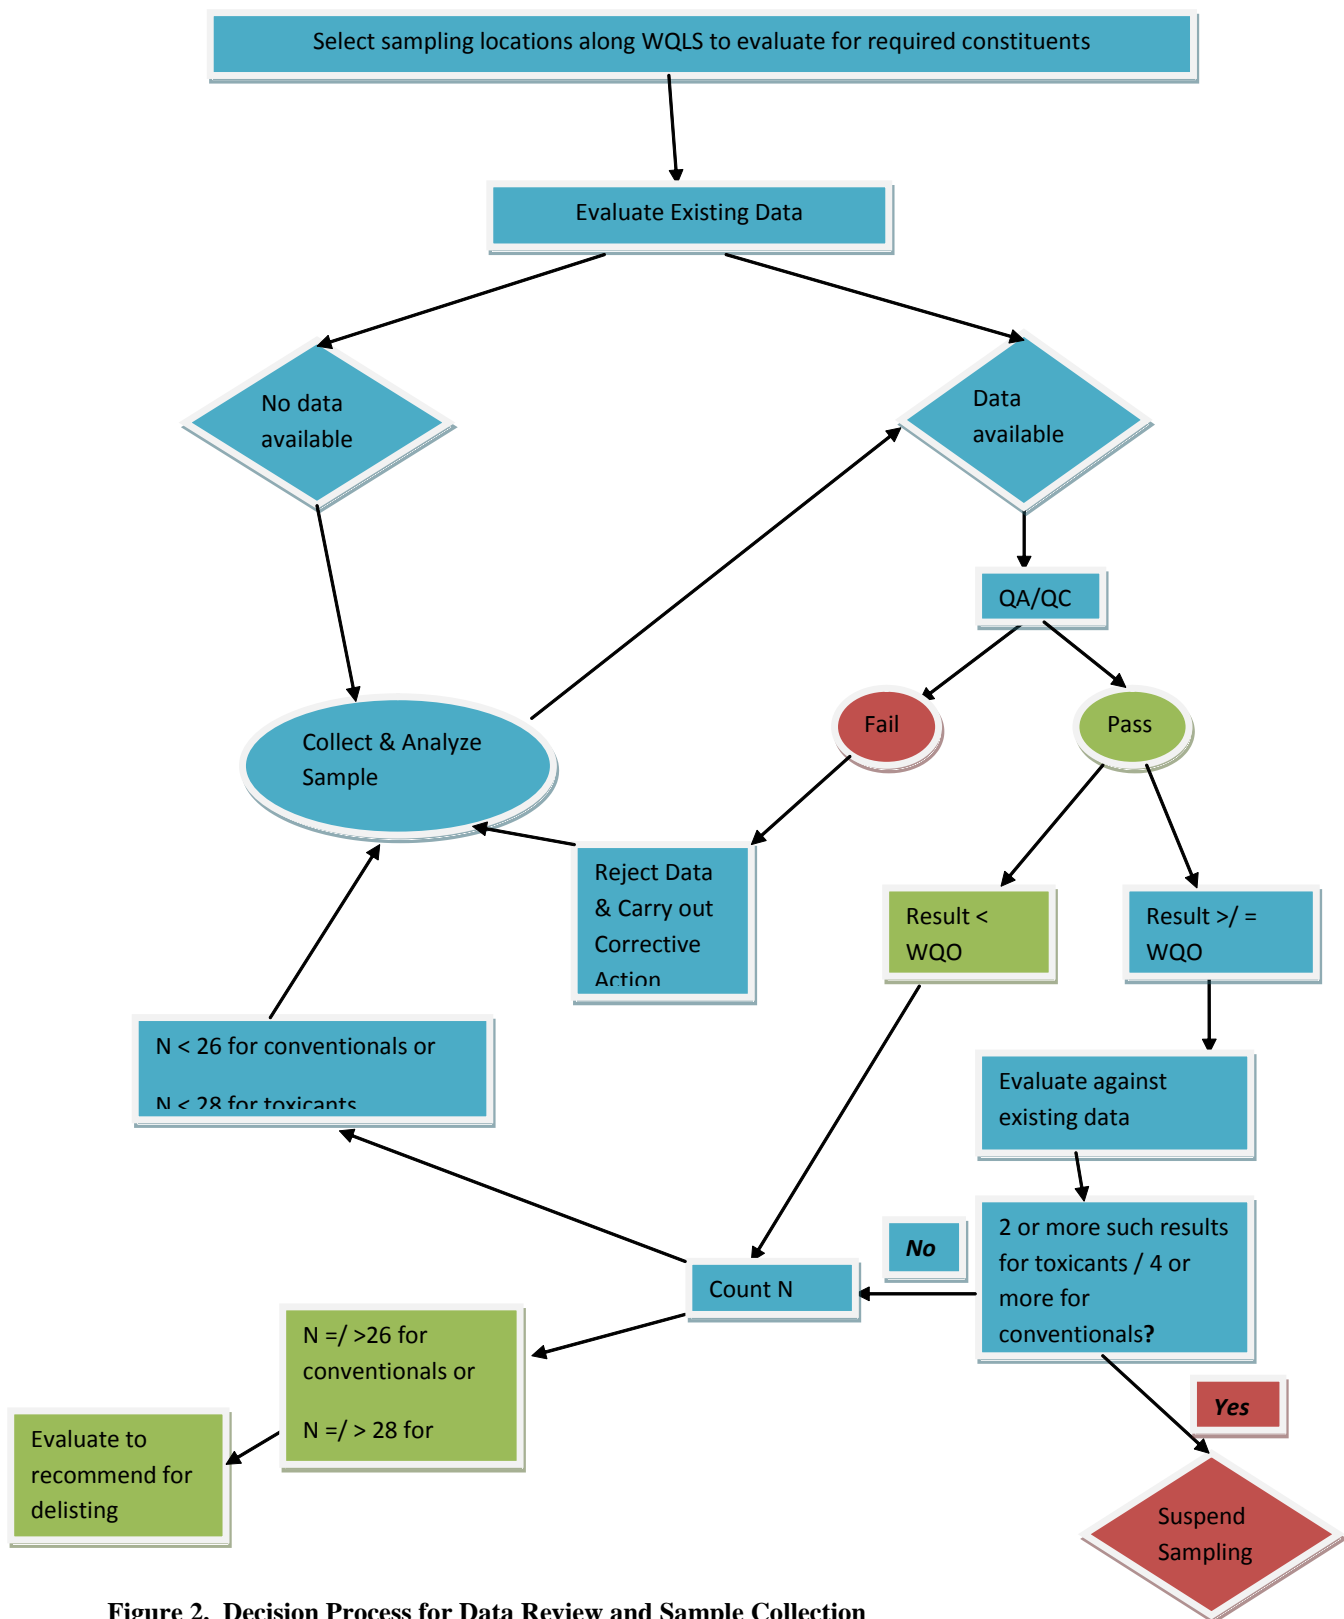 Select sampling locations along WQLS to evaluate for required constituents
Evaluate Existing Data
No data
available
Data
available
QA/QC
Fail
Pass
Collect & Analyze
Sample
Reject Data
& Carry out
Corrective
Action
Result <
WQO
Result >/ =
WQO
N < 26 for conventionals or
N < 28 for toxicants
Evaluate against
existing data
2 or more such results
for toxicants / 4 or
more for
conventionals?
No
Count N
Yes
N =/ >26 for
conventionals or
N =/ > 28 for
Evaluate to
recommend for
delisting
Suspend
Sampling
Figure 2.  Decision Process for Data Review and Sample Collection